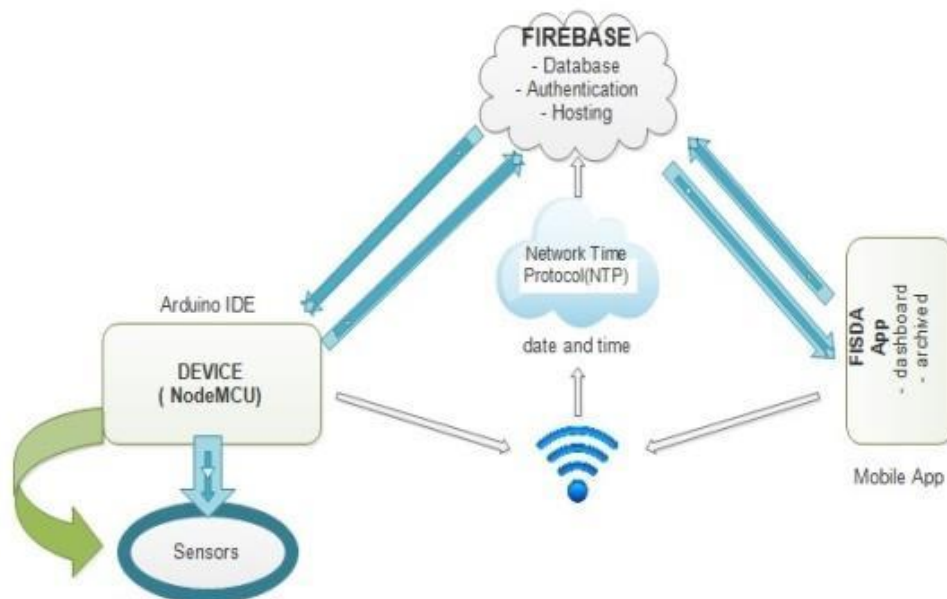 FIREBASE
- Database
- Authentication
- Hosting
Network Time
Protocol(NTP)
date and time
Arduino IDE
DEVICE
( NodeMCU)
Sensors
FISDA
App
- dashboard
- archived
Mobile App